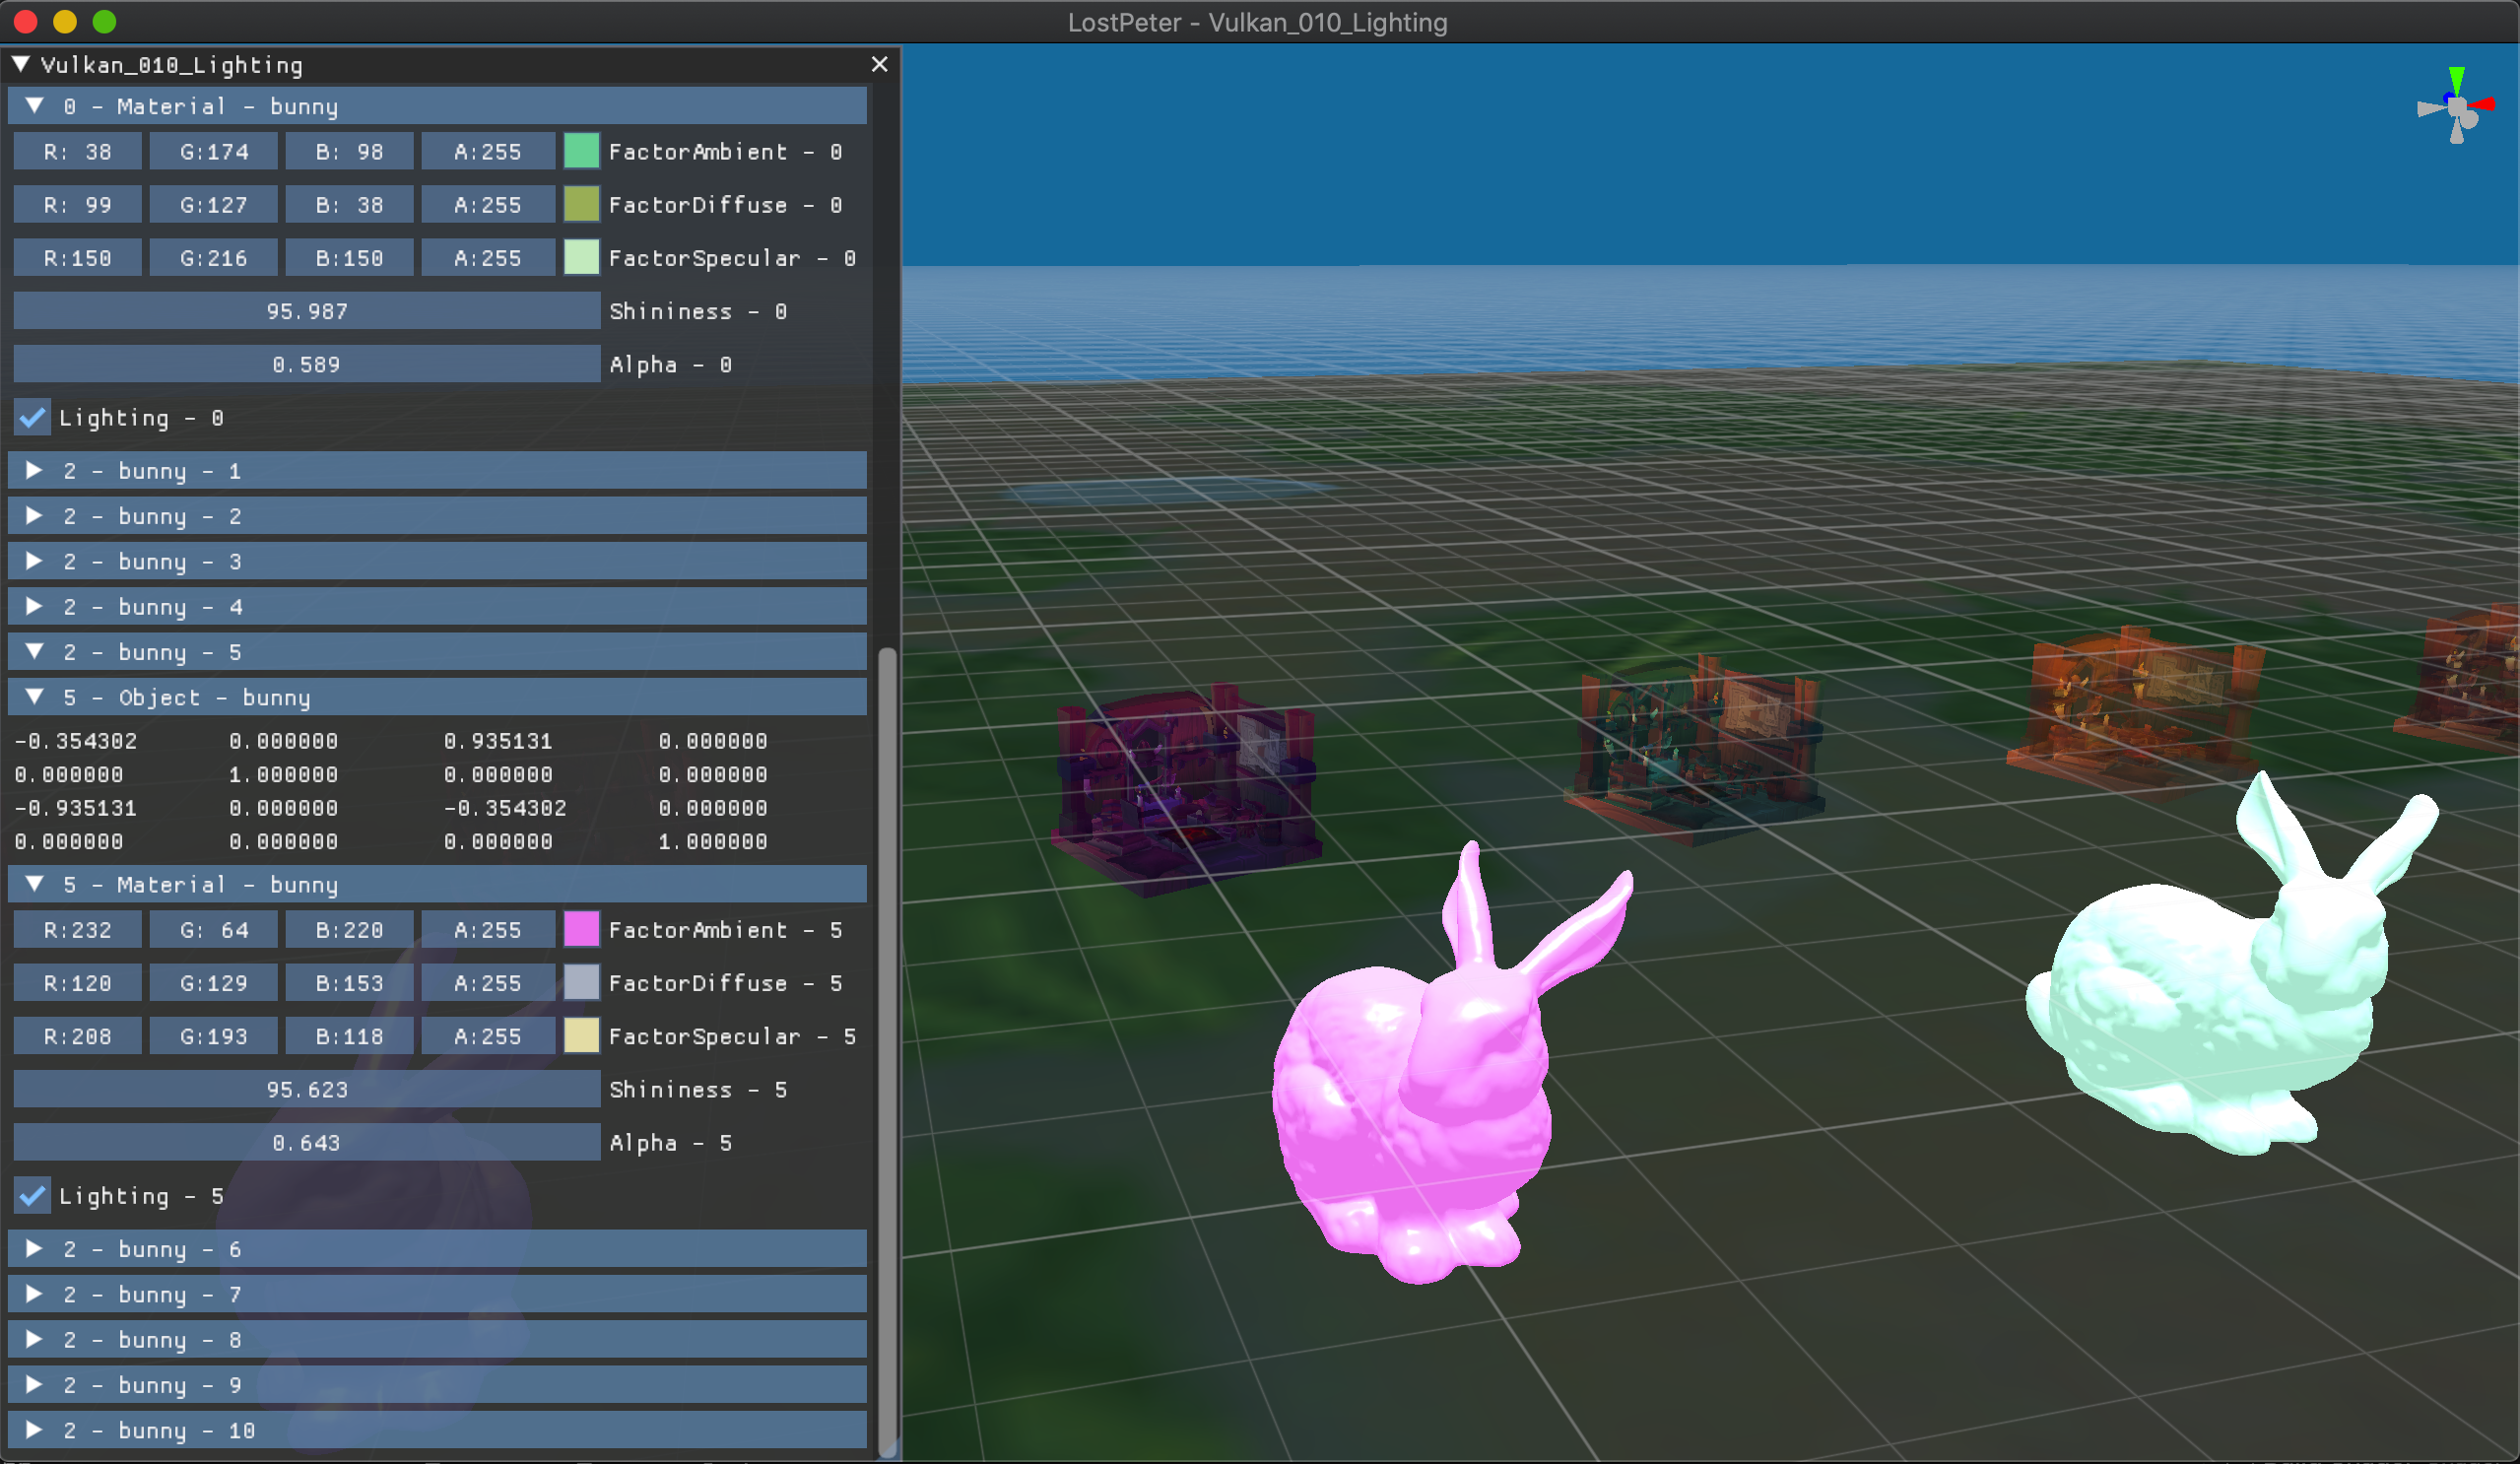 LostPeter - Vulkan_010_Lighting
Vulkan_010_Lighting
0 - Material - bunny
R: 38 G:174 B: 98 A:255 FactorAmbient - 0
R: 99 G:127 B: 38 A:255 FactorDiffuse - 0
R:150 G:216 B:150 A:255 FactorSpecular - 0
95.987 Shininess - 0
0.589 Alpha - 0
Lighting - 0
2 - bunny - 1
2 - bunny - 2
2 - bunny - 3
2 - bunny - 4
2 - bunny - 5
5 - Object - bunny
-0.354302 0.000000 0.935131 0.000000
0.000000 1.000000 0.000000 0.000000
-0.935131 0.000000 -0.354302 0.000000
0.000000 0.000000 0.000000 1.000000
5 - Material - bunny
R:232 G: 64 B:220 A:255 FactorAmbient - 5
R:120 G:129 B:153 A:255 FactorDiffuse - 5
R:208 G:193 B:118 A:255 FactorSpecular - 5
95.623 Shininess - 5
0.643 Alpha - 5
Lighting - 5
2 - bunny - 6
2 - bunny - 7
2 - bunny - 8
2 - bunny - 9
2 - bunny - 10